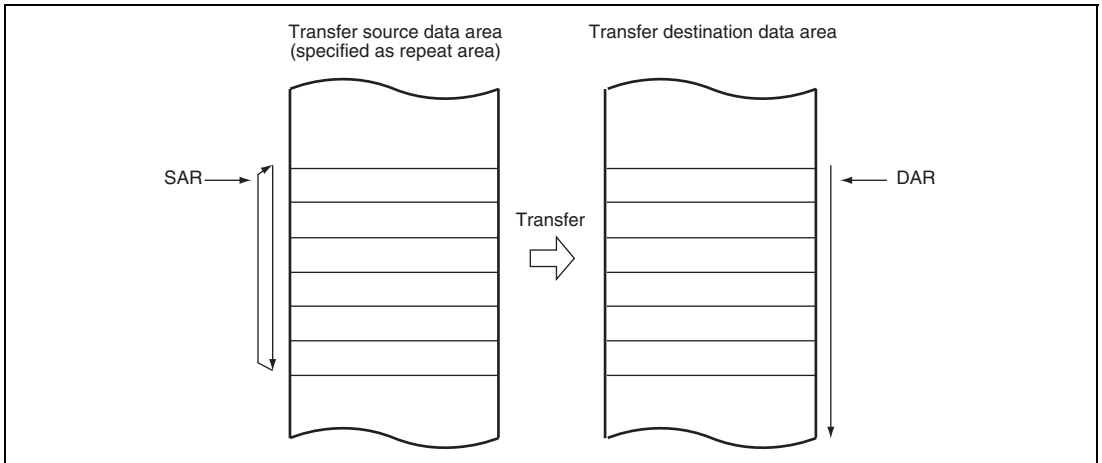 Transfer source data area
(specified as repeat area)
Transfer destination data area
SAR
DAR
Transfer